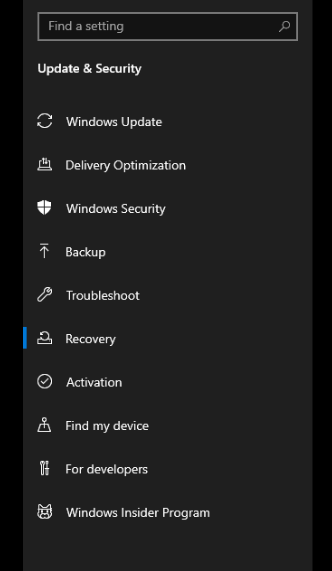 Find a setting
Update & Security
Windows Update
Delivery Optimization
Windows Security
Backup
Troubleshoot
Recovery
Activation
Find my device
For developers
Windows Insider Program